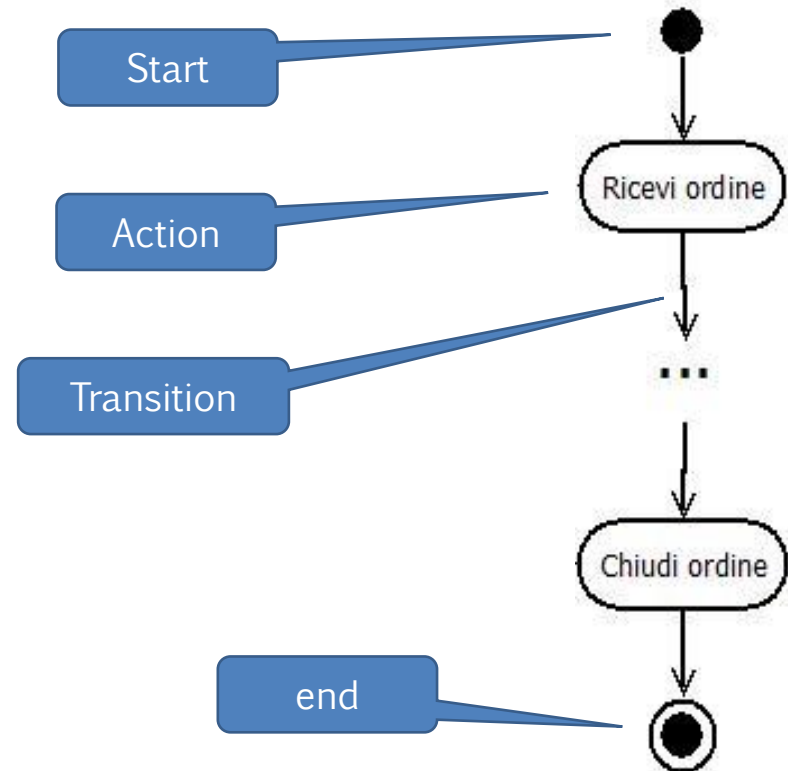 Start
Ricevi ordine
Action
Transition
...
Chiudi ordine
end